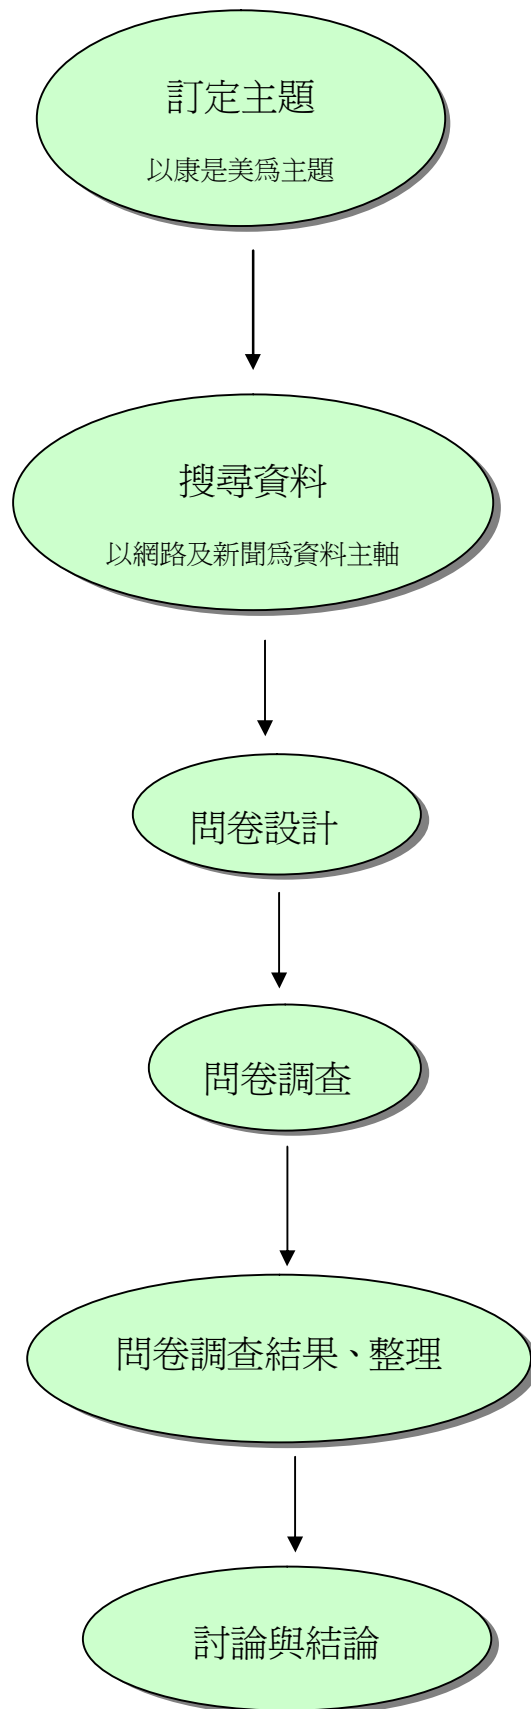 訂定主題
以康是美為主題
搜尋資料
以網路及新聞為資料主軸
問卷設計
問卷調查
問卷調查結果、整理
討論與結論